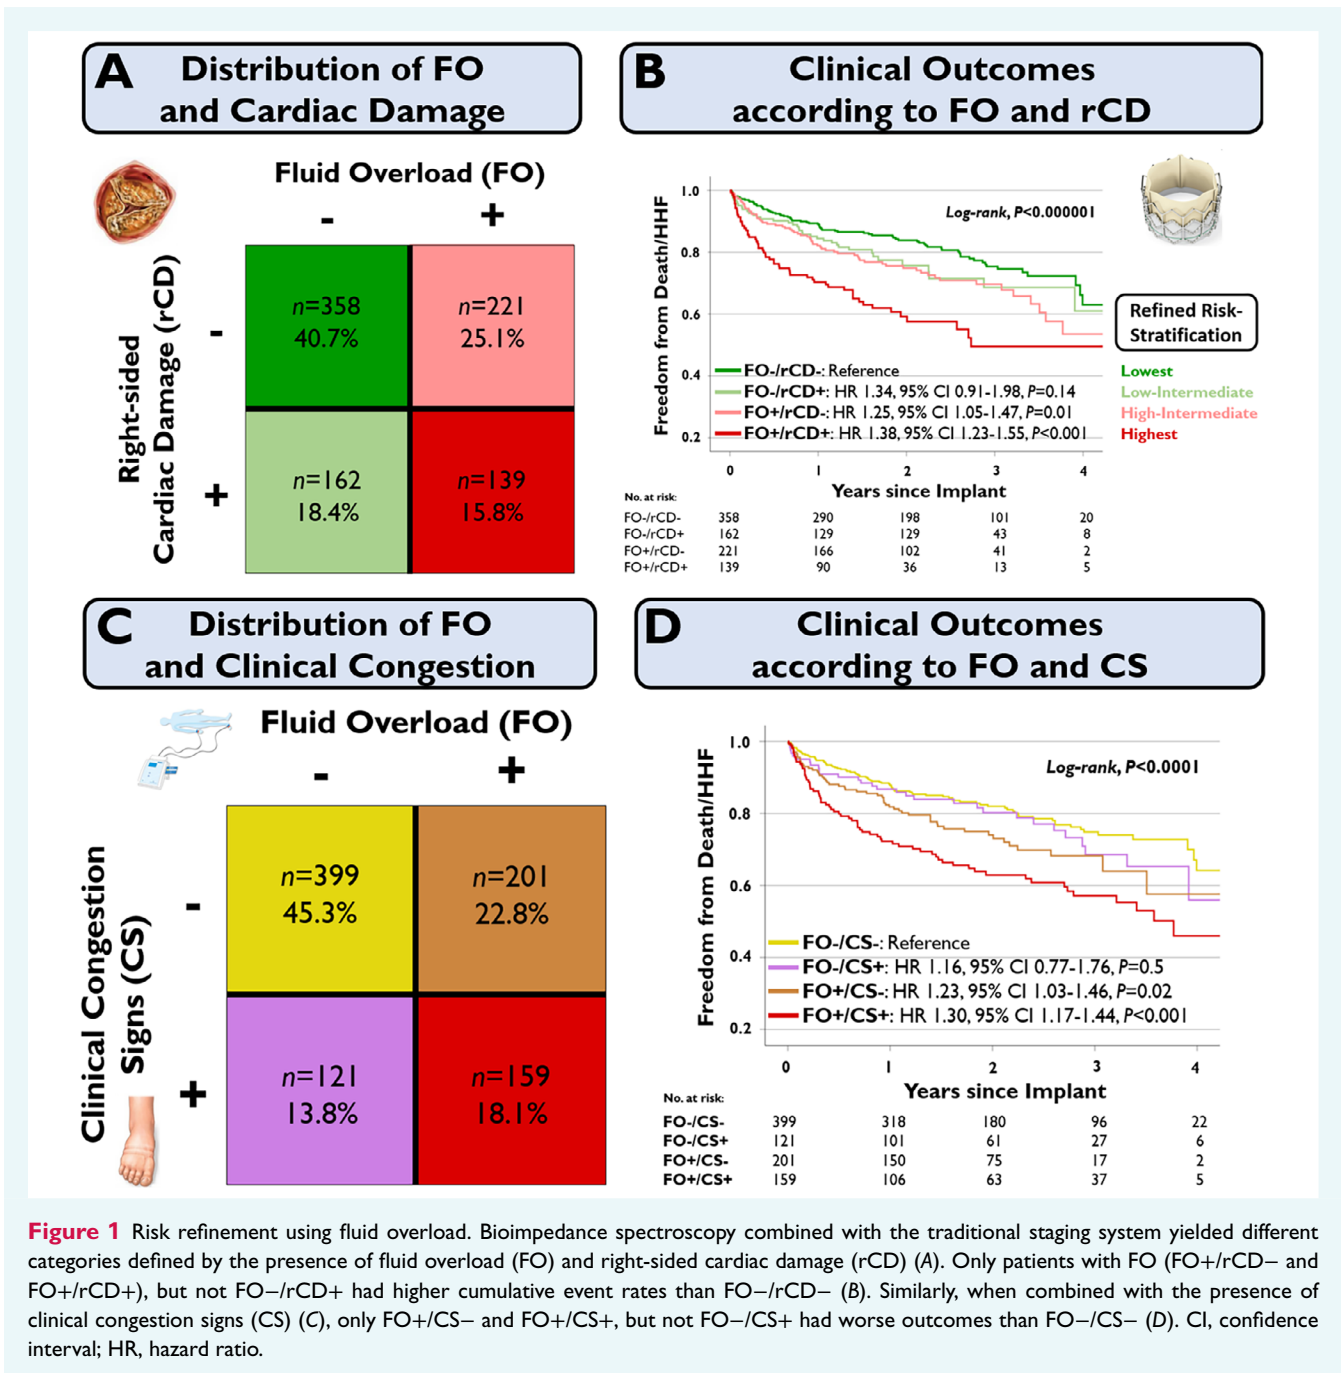 A Distribution of FO
and Cardiac Damage
Fluid Overload (FO)
- +
Right-sided
Cardiac Damage (rCD)
-
+
n=358
40.7%
n=221
25.1%
n=162
18.4%
n=139
15.8%
B Clinical Outcomes
according to FO and rCD
Freedom from Death/HHF
1.0
0.8
0.6
0.4
0.2
Log-rank, P<0.000001
FO-/rCD-: Reference
FO-/rCD+: HR 1.34, 95% CI 0.91-1.98, P=0.14
FO+/rCD-: HR 1.25, 95% CI 1.05-1.47, P=0.01
FO+/rCD+: HR 1.38, 95% CI 1.23-1.55, P<0.001
Refined Risk-
Stratification
Lowest
Low-Intermediate
High-Intermediate
Highest
0 1 2 3 4
Years since Implant
No. at risk:
FO-/rCD- 358 290 198 101 20
FO-/rCD+ 162 129 129 43 8
FO+/rCD- 221 166 102 41 2
FO+/rCD+ 139 90 36 13 5
C Distribution of FO
and Clinical Congestion
Fluid Overload (FO)
- +
Clinical Congestion
Signs (CS)
-
+
n=399
45.3%
n=201
22.8%
n=121
13.8%
n=159
18.1%
D Clinical Outcomes
according to FO and CS
Freedom from Death/HHF
1.0
0.8
0.6
0.4
0.2
Log-rank, P<0.0001
FO-/CS-: Reference
FO-/CS+: HR 1.16, 95% CI 0.77-1.76, P=0.5
FO+/CS-: HR 1.23, 95% CI 1.03-1.46, P=0.02
FO+/CS+: HR 1.30, 95% CI 1.17-1.44, P<0.001
0 1 2 3 4
Years since Implant
No. at risk:
FO-/CS- 399 318 180 96 22
FO-/CS+ 121 101 61 27 6
FO+/CS- 201 150 75 17 2
FO+/CS+ 159 106 63 37 5
Figure 1 Risk refinement using fluid overload. Bioimpedance spectroscopy combined with the traditional staging system yielded different
categories defined by the presence of fluid overload (FO) and right-sided cardiac damage (rCD) (A). Only patients with FO (FO+/rCD− and
FO+/rCD+), but not FO−/rCD+ had higher cumulative event rates than FO−/rCD− (B). Similarly, when combined with the presence of
clinical congestion signs (CS) (C), only FO+/CS− and FO+/CS+, but not FO−/CS+ had worse outcomes than FO−/CS− (D). CI, confidence
interval; HR, hazard ratio.